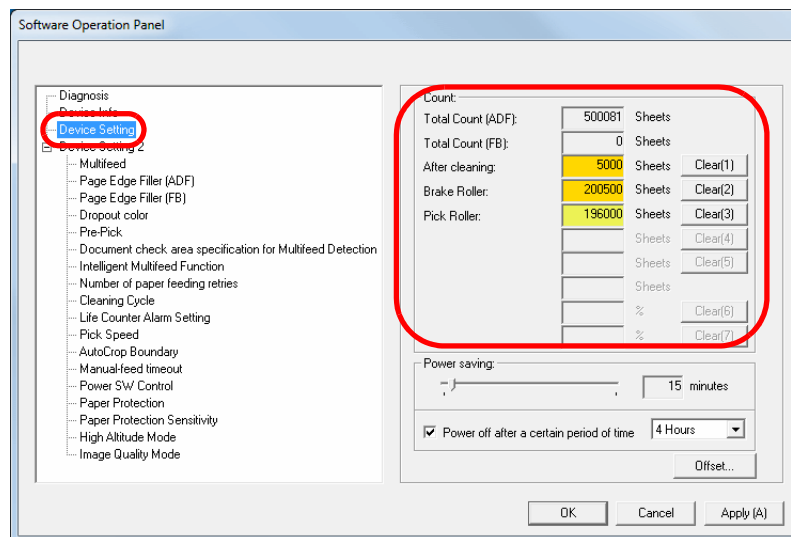 Software Operation Panel
Diagnosis
Device Info
Device Setting
Device Setting 2
Multifeed
Page Edge Filler (ADF)
Page Edge Filler (FB)
Dropout color
Pre-Pick
Document check area specification for Multifeed Detection
Intelligent Multifeed Function
Number of paper feeding retries
Cleaning Cycle
Life Counter Alarm Setting
Pick Speed
AutoCrop Boundary
Manual-feed timeout
Power SW Control
Paper Protection
Paper Protection Sensitivity
High Altitude Mode
Image Quality Mode
Count:
Total Count (ADF): 500081 Sheets
Total Count (FB): 0 Sheets
After cleaning: 5000 Sheets Clear(1)
Brake Roller: 200500 Sheets Clear(2)
Pick Roller: 196000 Sheets Clear(3)
Sheets Clear(4)
Sheets Clear(5)
Sheets
% Clear(6)
% Clear(7)
Power saving:
15 minutes
Power off after a certain period of time 4 Hours
Offset...
OK Cancel Apply (A)